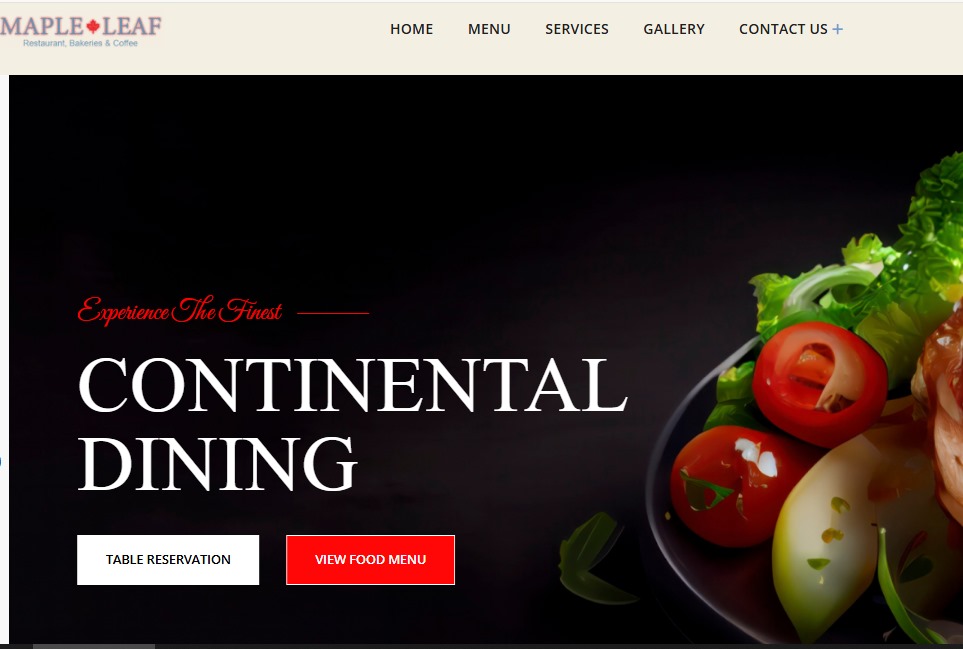 MAPLE LEAF
Restaurant, Bakeries & Coffee
HOME MENU SERVICES GALLERY CONTACT US +
Experience The Finest
CONTINENTAL
DINING
TABLE RESERVATION VIEW FOOD MENU